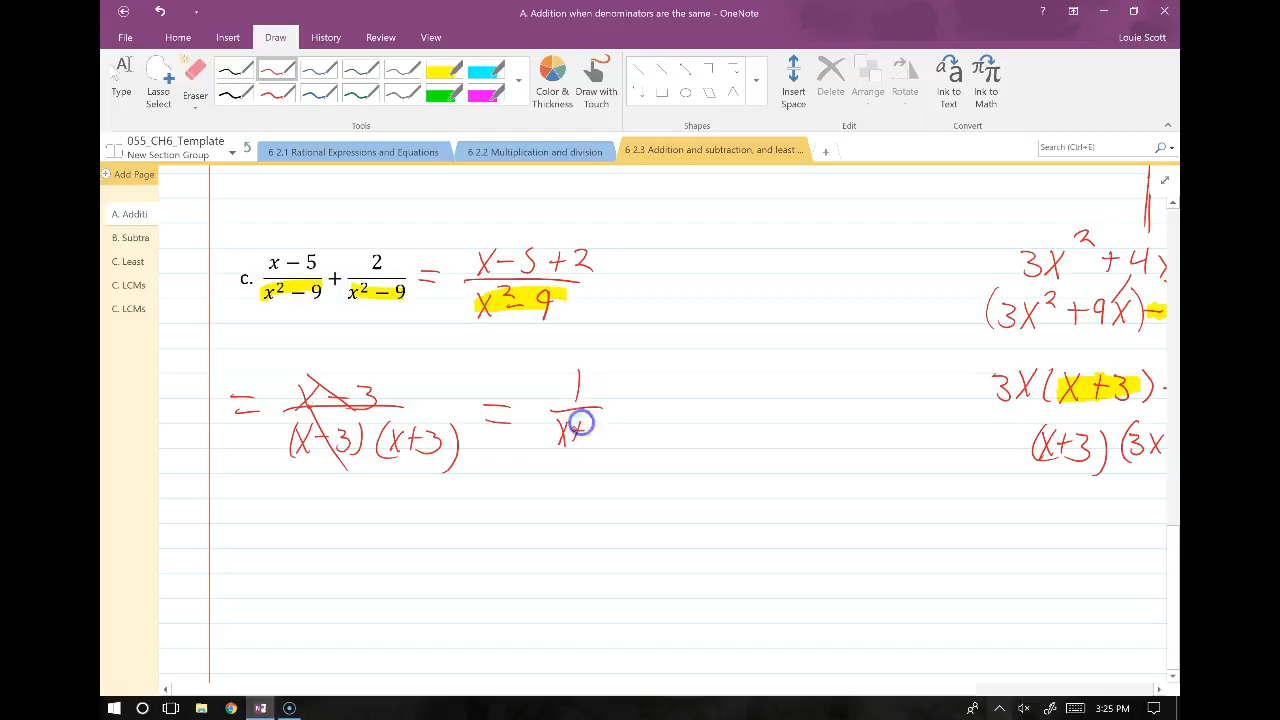 A. Addition when denominators are the same - OneNote
File Home Insert Draw History Review View Louie Scott
Type Lasso Select Eraser Color & Thickness Draw with Touch Insert Space Delete Arrange Rotate Ink to Text Ink to Math
Tools Shapes Edit Convert
055_CH6_Template
New Section Group
6 2.1 Rational Expressions and Equations 6 2.2 Multiplication and division 6 2.3 Addition and subtraction, and least ... Search (Ctrl+E)
Add Page
A. Additi
B. Subtra
C. Least
C. LCMs
C. LCMs
c. (x − 5)/(x² − 9) + 2/(x² − 9) = (x − 5 + 2)/(x² − 9)
= (x − 3)/((x − 3)(x + 3)) = 1/(x+
3x² + 4
(3x² + 9x) −
3x(x + 3)
(x + 3)(3x
3:25 PM